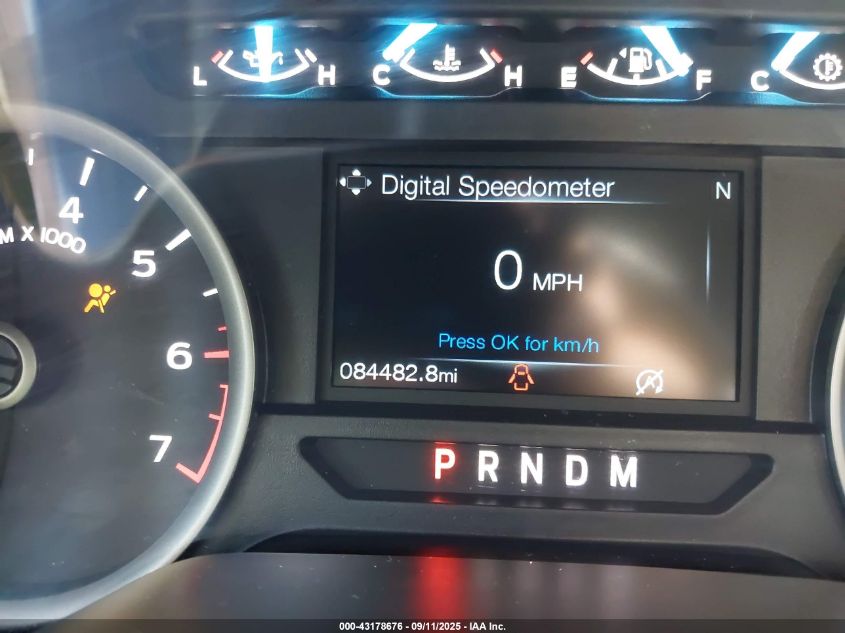 L H C H E F C
Digital Speedometer N
4
M X 1000
5
0 MPH
Press OK for km/h
6
084482.8mi
7
P R N D M
000-43178676 - 09/11/2025 - IAA Inc.